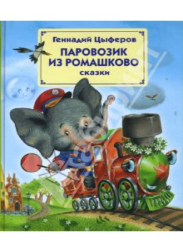 Геннадий Цыферов
ПАРОВОЗИК
ИЗ РОМАШКОВО
сказки